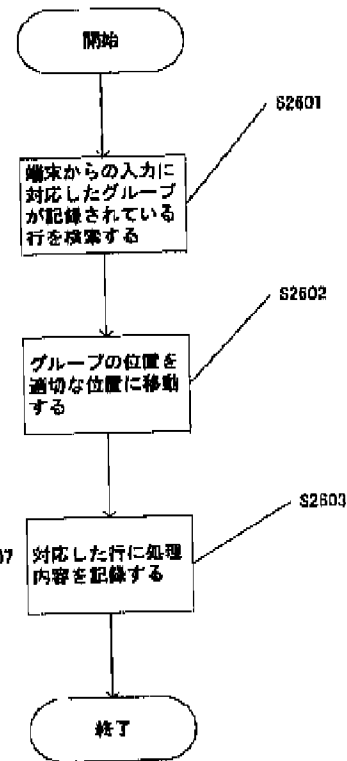 開始
S2601
端末からの入力に
対応したグループ
が記録されている
行を検索する
S2602
グループの位置を
適切な位置に移動
する
S2603
対応した行に処理
内容を記録する
終了